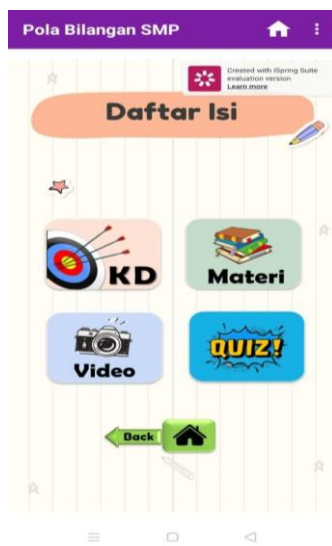 Pola Bilangan SMP
Created with iSpring Suite
evaluation version
Learn more
Daftar Isi
KD
Materi
Video
QUIZ!
Back